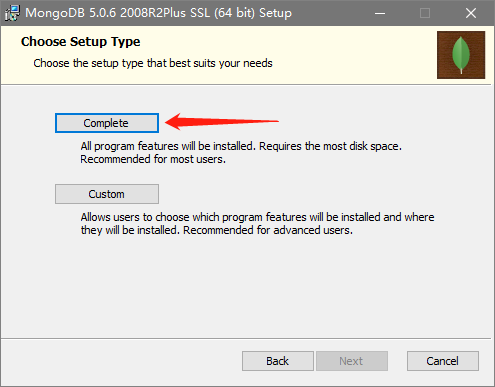 MongoDB 5.0.6 2008R2Plus SSL (64 bit) Setup
Choose Setup Type
Choose the setup type that best suits your needs
Complete
All program features will be installed. Requires the most disk space.
Recommended for most users.
Custom
Allows users to choose which program features will be installed and where
they will be installed. Recommended for advanced users.
Back
Next
Cancel